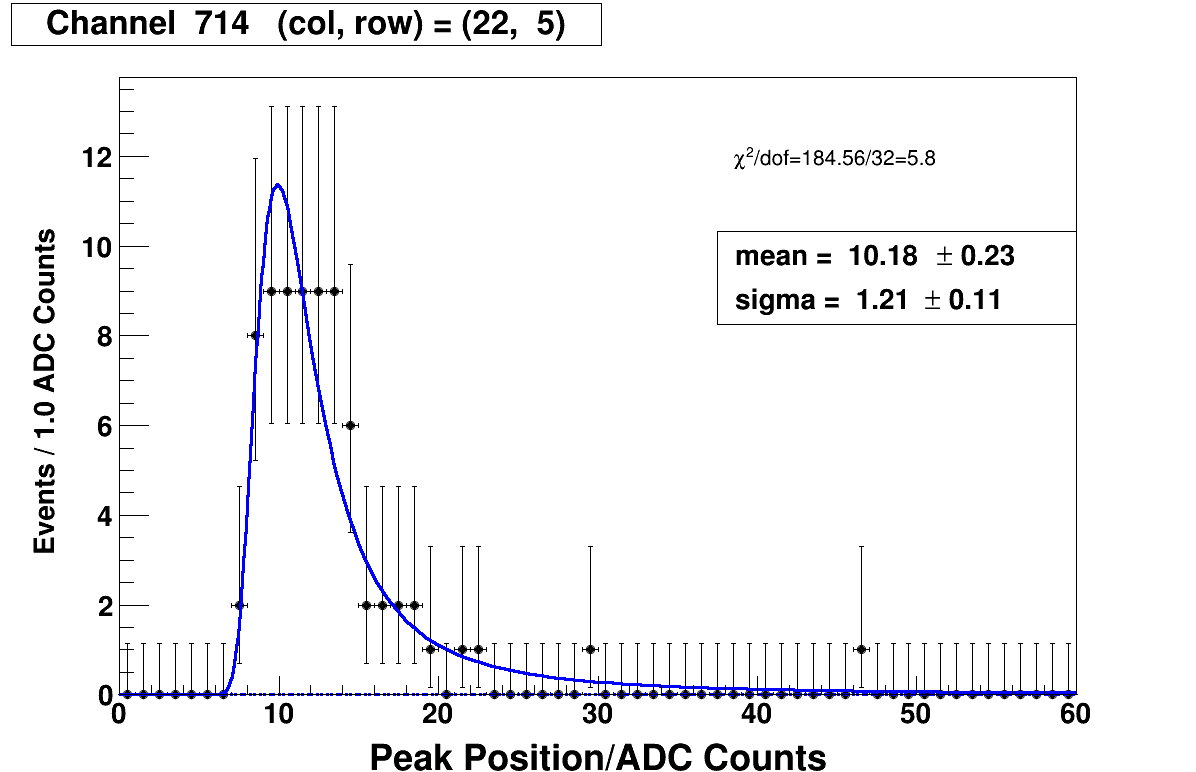 Channel 714 (col, row) = (22, 5)
χ²/dof=184.56/32=5.8
mean = 10.18 ± 0.23
sigma = 1.21 ± 0.11
Events / 1.0 ADC Counts
12
10
8
6
4
2
0
0 10 20 30 40 50 60
Peak Position/ADC Counts